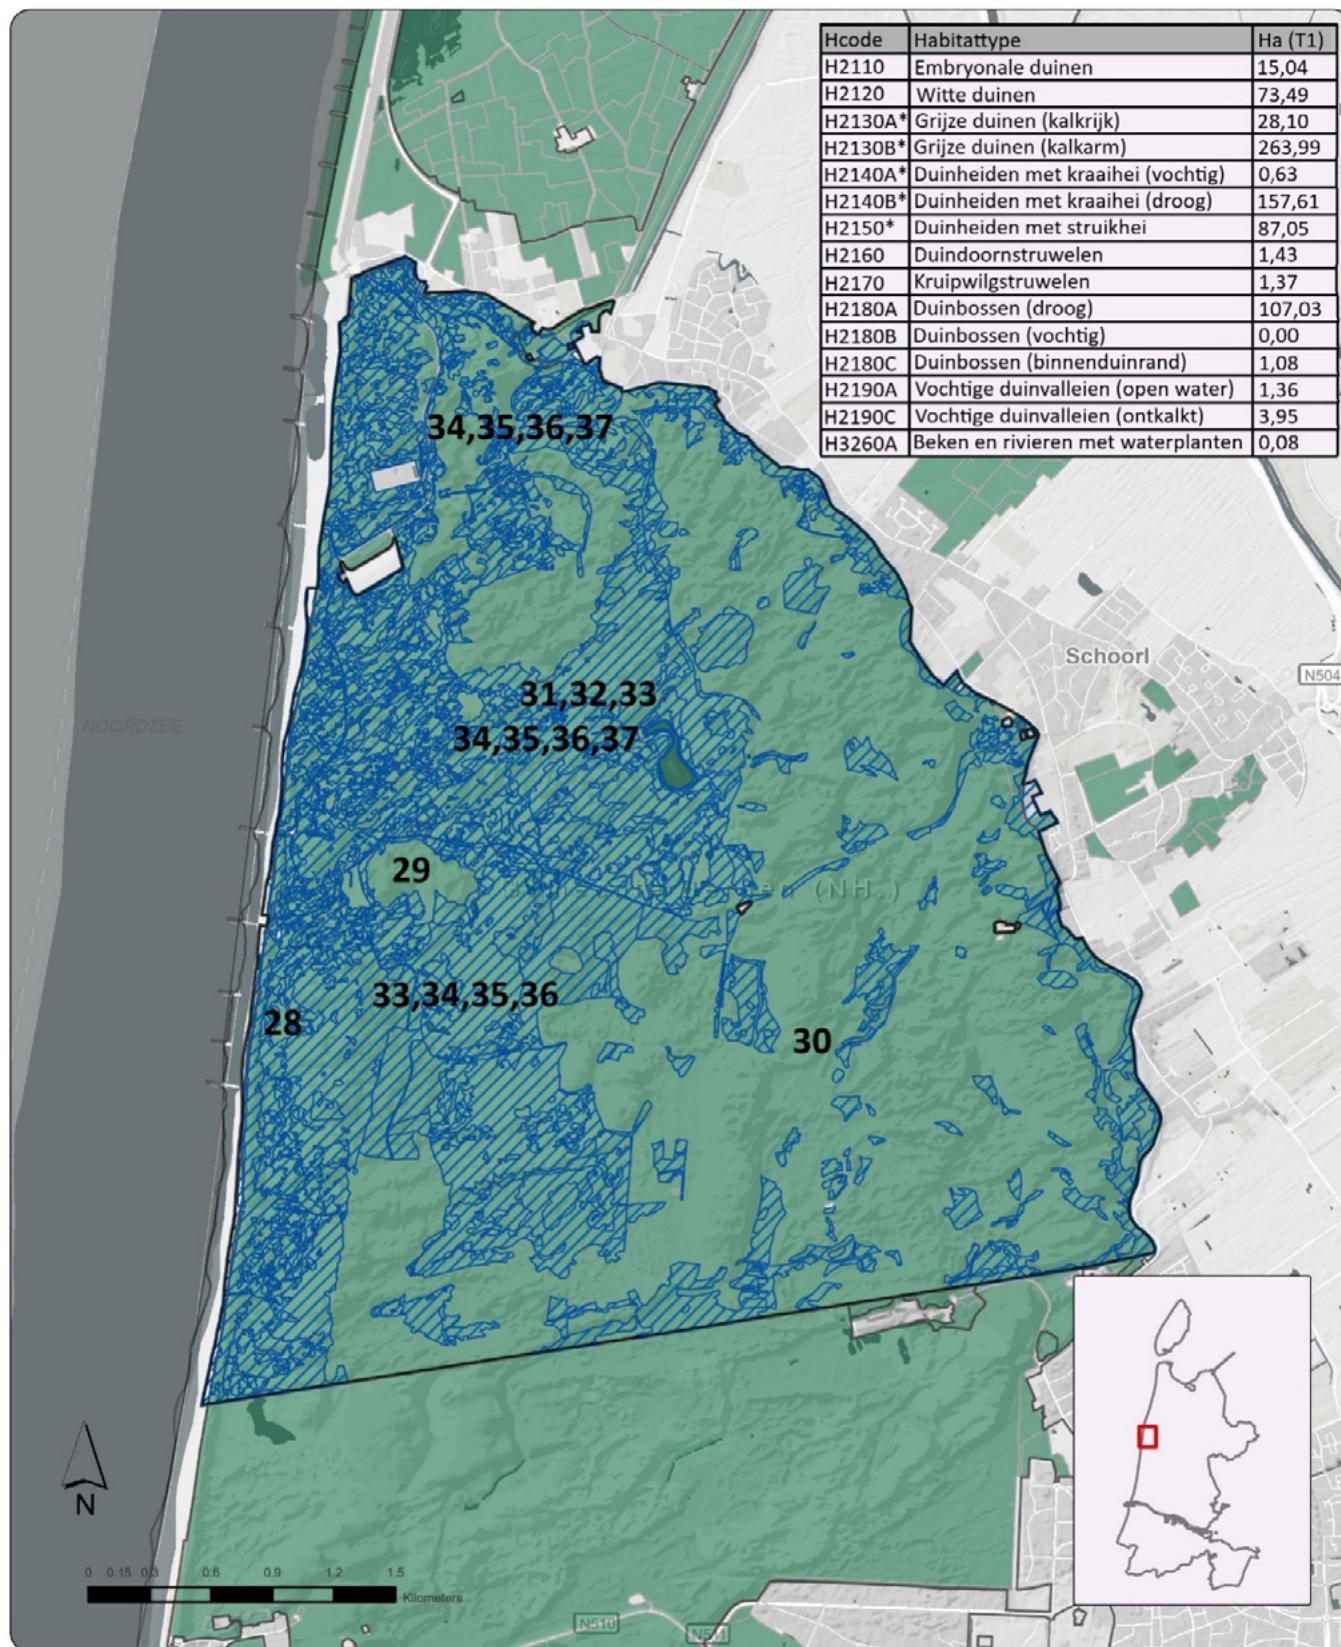 Hcode Habitattype Ha (T1)
H2110 Embryonale duinen 15,04
H2120 Witte duinen 73,49
H2130A* Grijze duinen (kalkrijk) 28,10
H2130B* Grijze duinen (kalkarm) 263,99
H2140A* Duinheiden met kraaihei (vochtig) 0,63
H2140B* Duinheiden met kraaihei (droog) 157,61
H2150* Duinheiden met struikhei 87,05
H2160 Duindoornstruwelen 1,43
H2170 Kruipwilgstruwelen 1,37
H2180A Duinbossen (droog) 107,03
H2180B Duinbossen (vochtig) 0,00
H2180C Duinbossen (binnenduinrand) 1,08
H2190A Vochtige duinvalleien (open water) 1,36
H2190C Vochtige duinvalleien (ontkalkt) 3,95
H3260A Beken en rivieren met waterplanten 0,08
34,35,36,37
Schoorl
N504
31,32,33
NOORDZEE
34,35,36,37
29
(NH.)
33,34,35,36
28
30
N
0 0.15 0.3 0.6 0.9 1.2 1.5
Kilometers
N510
N511